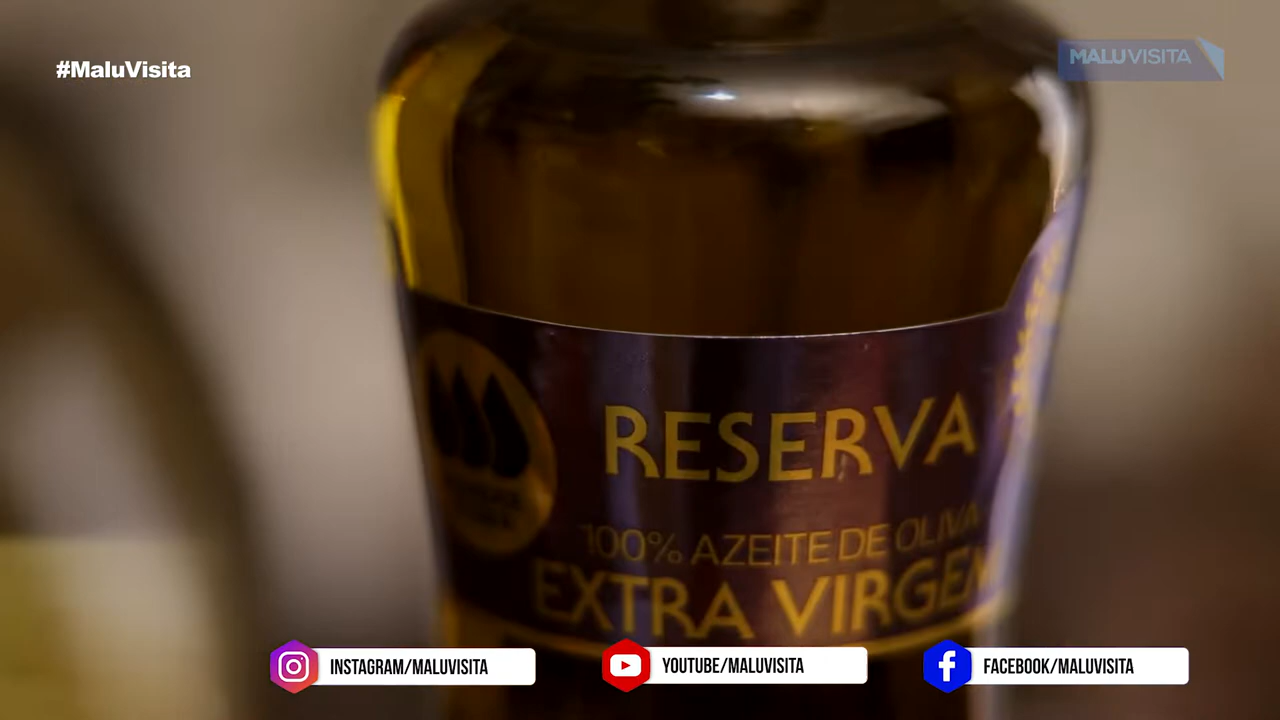 #MaluVisita
MALUVISITA
RESERVA
100% AZEITE DE OLIVA
EXTRA VIRGEM
INSTAGRAM/MALUVISITA
YOUTUBE/MALUVISITA
FACEBOOK/MALUVISITA